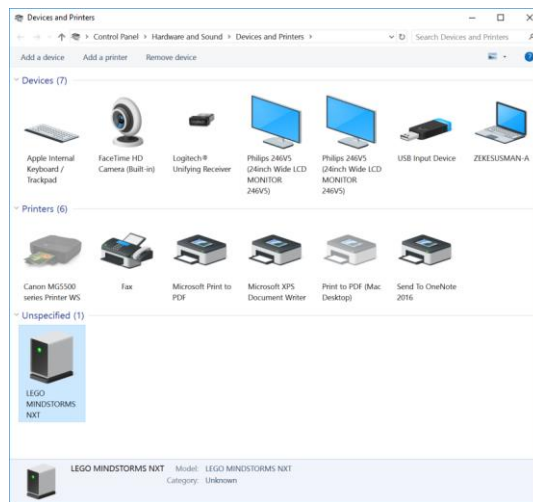 Devices and Printers
Control Panel > Hardware and Sound > Devices and Printers >
Search Devices and Printers
Add a device Add a printer Remove device
Devices (7)
Apple Internal Keyboard / Trackpad
FaceTime HD Camera (Built-in)
Logitech® Unifying Receiver
Philips 246V5 (24inch Wide LCD MONITOR 246V5)
Philips 246V5 (24inch Wide LCD MONITOR 246V5)
USB Input Device
ZEKESUSMAN-A
Printers (6)
Canon MG5500 series Printer WS
Fax
Microsoft Print to PDF
Microsoft XPS Document Writer
Print to PDF (Mac Desktop)
Send To OneNote 2016
Unspecified (1)
LEGO MINDSTORMS NXT
LEGO MINDSTORMS NXT Model: LEGO MINDSTORMS NXT
Category: Unknown